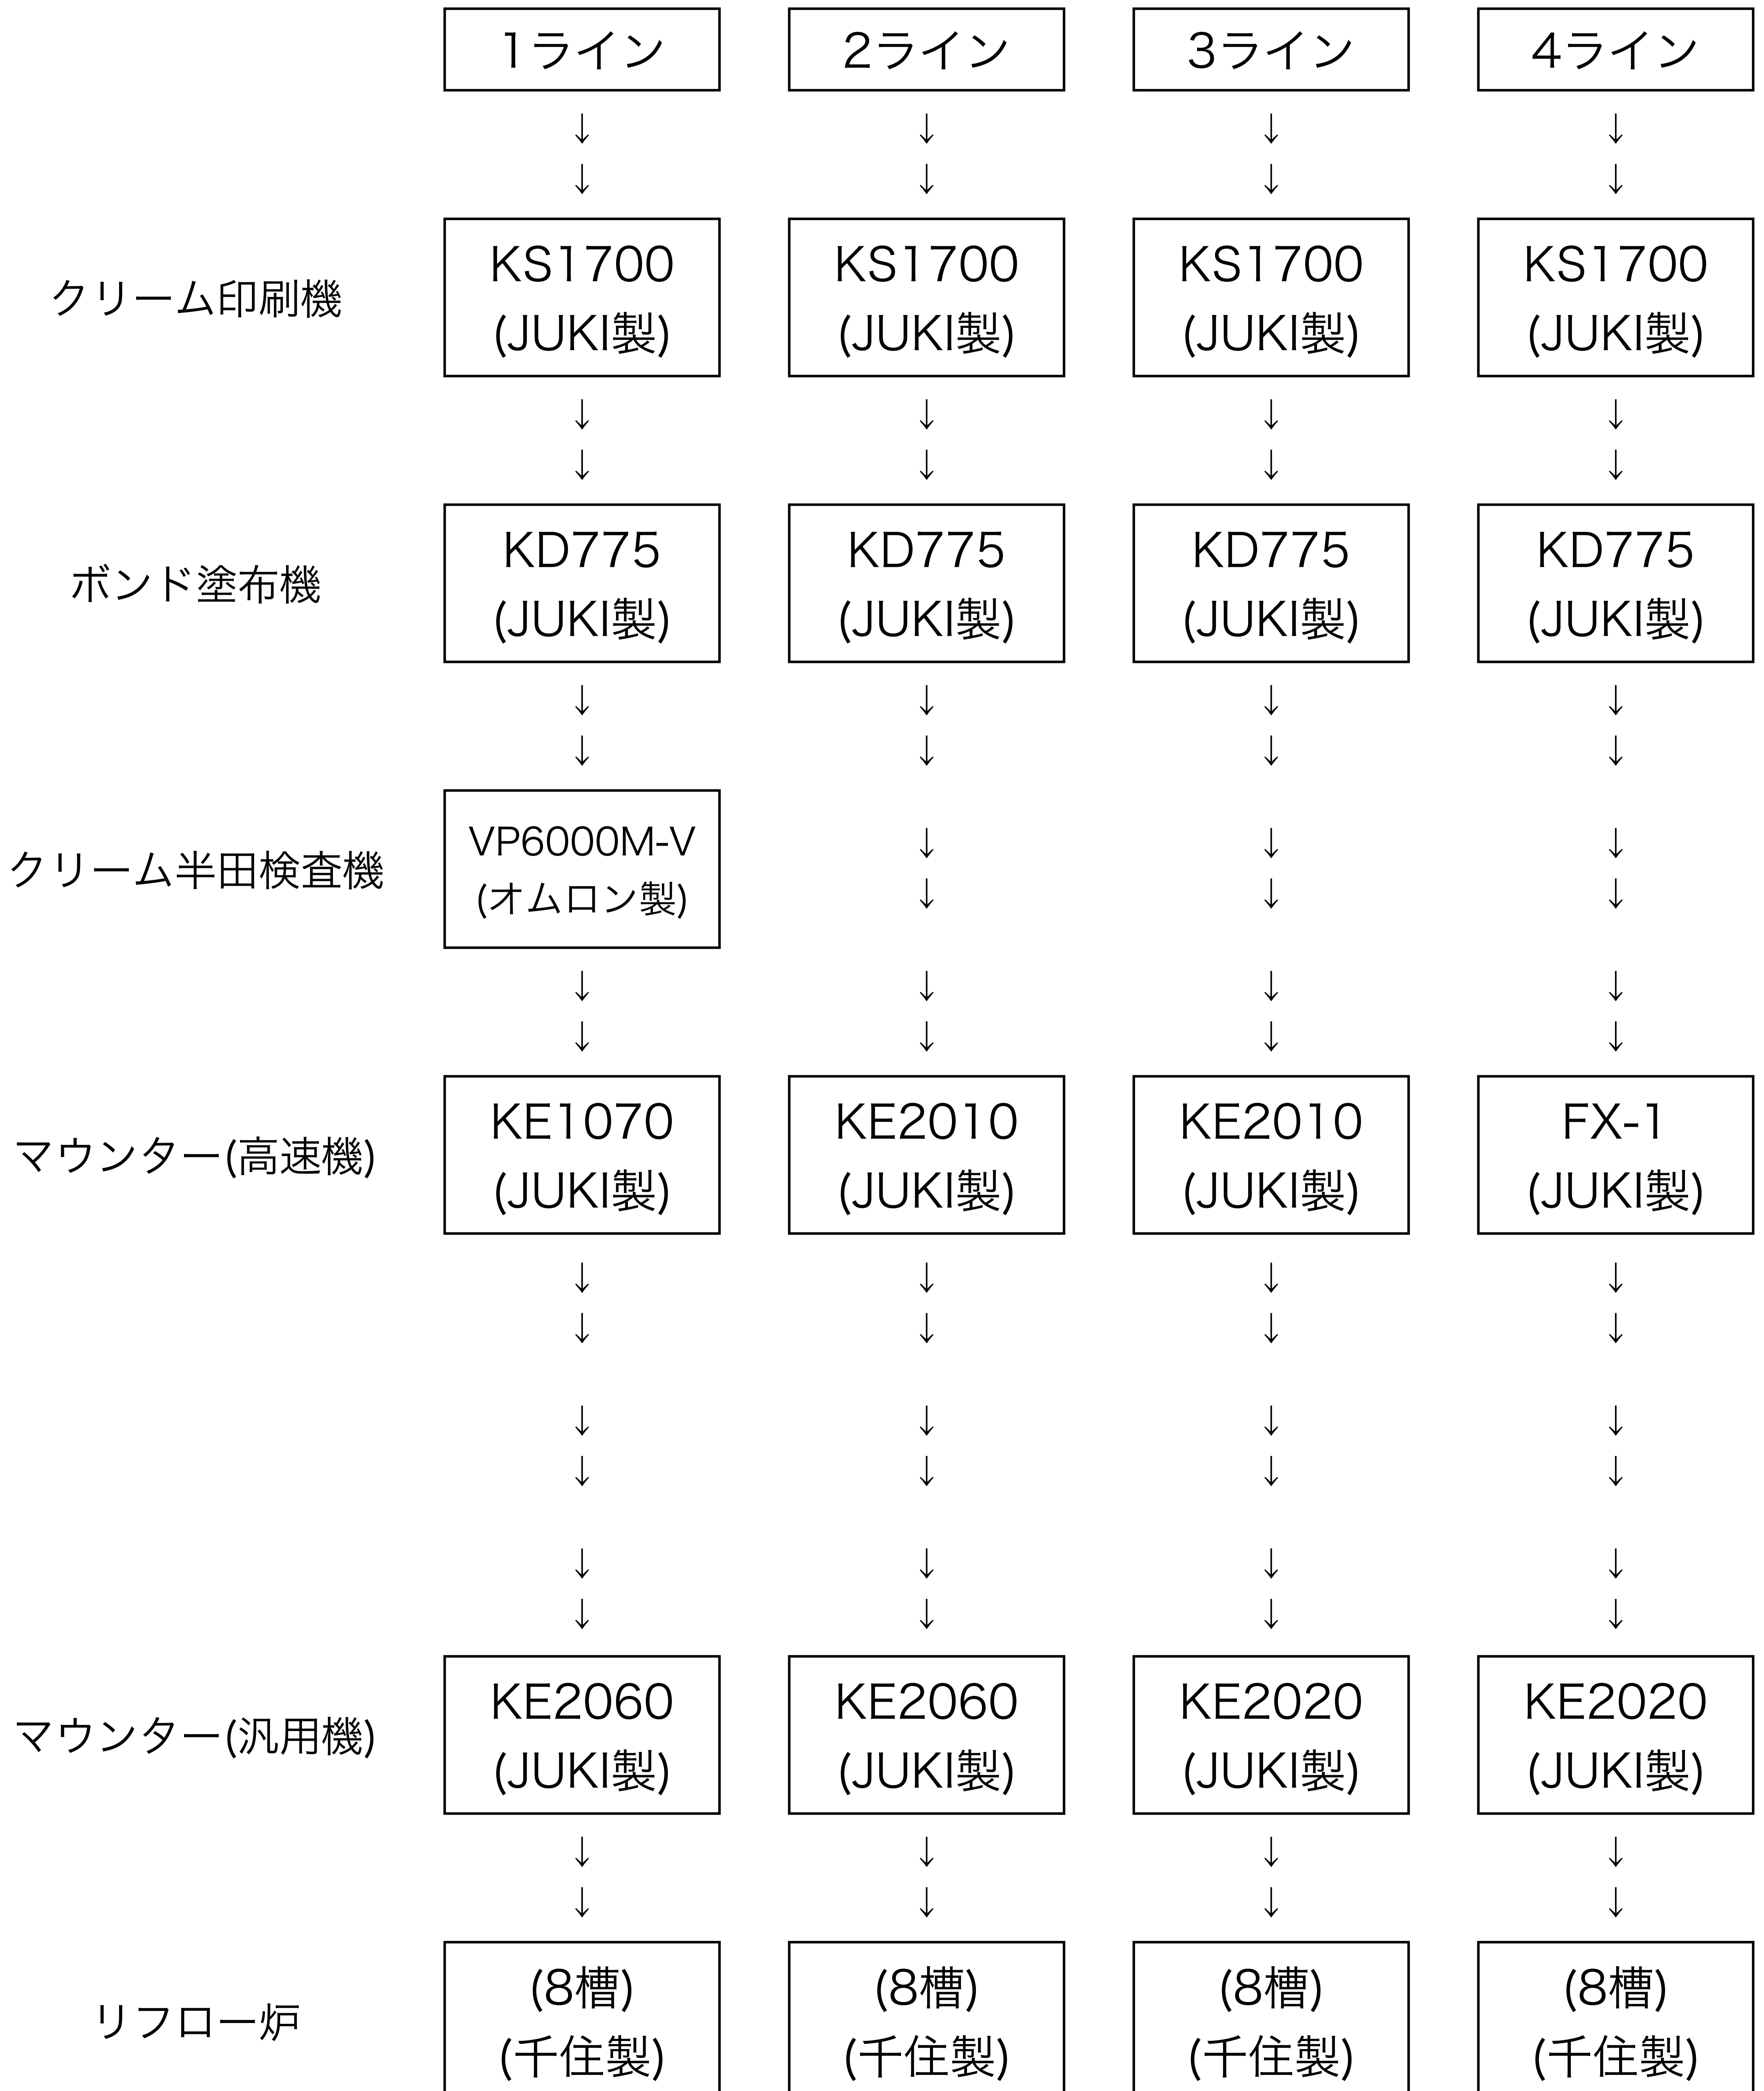 1ライン 2ライン 3ライン 4ライン
↓ ↓ ↓ ↓
↓ ↓ ↓ ↓
クリーム印刷機
KS1700 KS1700 KS1700 KS1700
(JUKI製) (JUKI製) (JUKI製) (JUKI製)
↓ ↓ ↓ ↓
↓ ↓ ↓ ↓
ボンド塗布機
KD775 KD775 KD775 KD775
(JUKI製) (JUKI製) (JUKI製) (JUKI製)
↓ ↓ ↓ ↓
↓ ↓ ↓ ↓
クリーム半田検査機
VP6000M-V ↓ ↓ ↓
(オムロン製) ↓ ↓ ↓
↓ ↓ ↓ ↓
↓ ↓ ↓ ↓
マウンター(高速機)
KE1070 KE2010 KE2010 FX-1
(JUKI製) (JUKI製) (JUKI製) (JUKI製)
↓ ↓ ↓ ↓
↓ ↓ ↓ ↓
↓ ↓ ↓ ↓
↓ ↓ ↓ ↓
↓ ↓ ↓ ↓
↓ ↓ ↓ ↓
マウンター(汎用機)
KE2060 KE2060 KE2020 KE2020
(JUKI製) (JUKI製) (JUKI製) (JUKI製)
↓ ↓ ↓ ↓
↓ ↓ ↓ ↓
リフロー炉
(8槽) (8槽) (8槽) (8槽)
(千住製) (千住製) (千住製) (千住製)